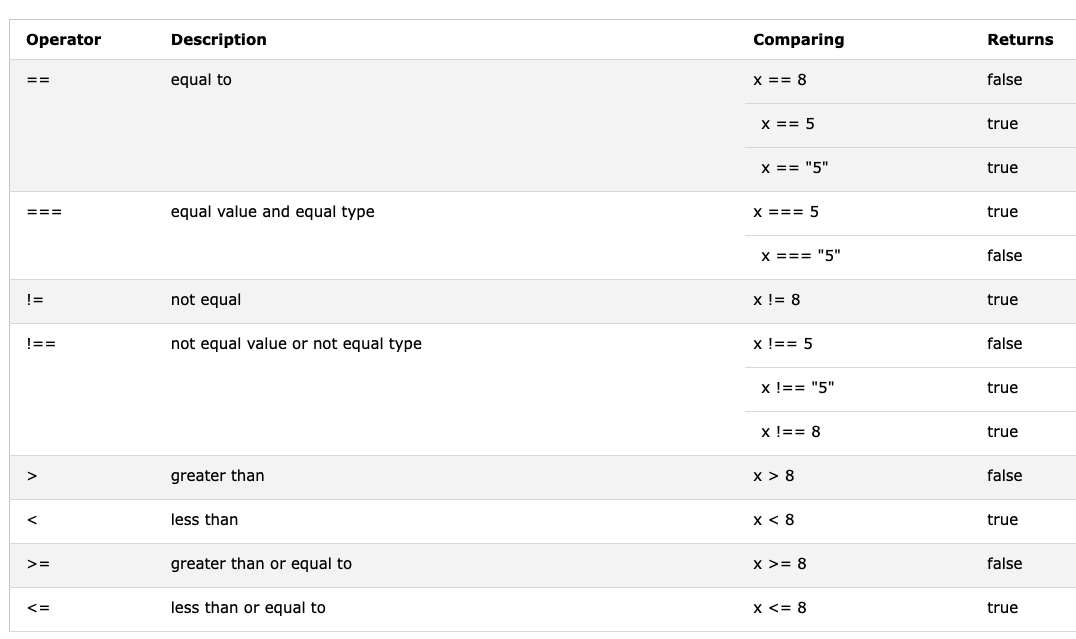 Operator Description Comparing Returns
== equal to x == 8 false
x == 5 true
x == "5" true
=== equal value and equal type x === 5 true
x === "5" false
!= not equal x != 8 true
!== not equal value or not equal type x !== 5 false
x !== "5" true
x !== 8 true
> greater than x > 8 false
< less than x < 8 true
>= greater than or equal to x >= 8 false
<= less than or equal to x <= 8 true